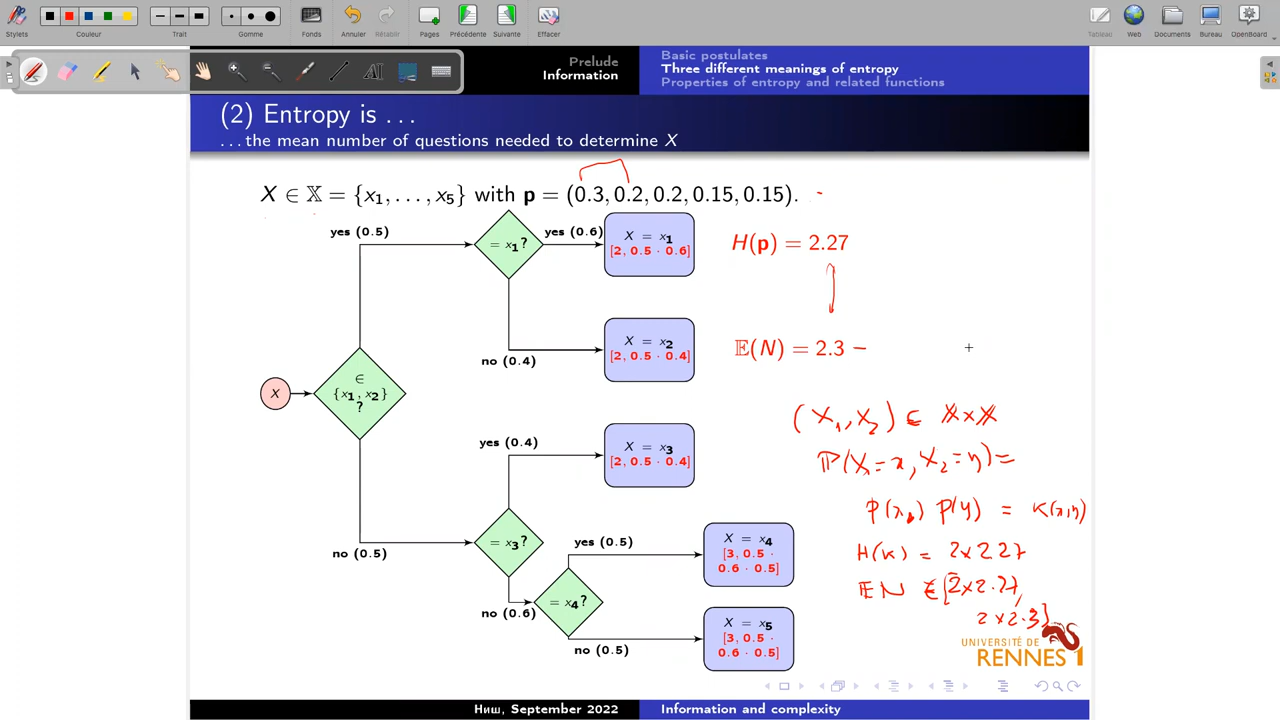 Stylets
Couleur
Trait
Gomme
Fonds
Annuler
Rétablir
Pages
Précédente
Suivante
Effacer
Tableau
Web
Documents
Bureau
OpenBoard
Prelude
Information
Basic postulates
Three different meanings of entropy
Properties of entropy and related functions
(2) Entropy is ...
...the mean number of questions needed to determine X
X ∈ 𝕏 = {x₁, ..., x₅} with p = (0.3, 0.2, 0.2, 0.15, 0.15).
yes (0.5)
= x₁?
yes (0.6)
X = x₁
[2, 0.5 · 0.6]
H(p) = 2.27
no (0.4)
X = x₂
[2, 0.5 · 0.4]
𝔼(N) = 2.3 –
X
∈
{x₁, x₂}
?
yes (0.4)
X = x₃
[2, 0.5 · 0.4]
(X₁, X₂) ∈ 𝕏×𝕏
ℙ(X₁=x, X₂=y)=
p(x) p(y) = κ(x,y)
H(κ) = 2×2.27
𝔼N ∈ [2×2.27,
2×2.3]
no (0.5)
= x₃?
no (0.6)
= x₄?
yes (0.5)
X = x₄
[3, 0.5 ·
0.6 · 0.5]
no (0.5)
X = x₅
[3, 0.5 ·
0.6 · 0.5]
UNIVERSITÉ DE
RENNES 1
Ниш, September 2022
Information and complexity